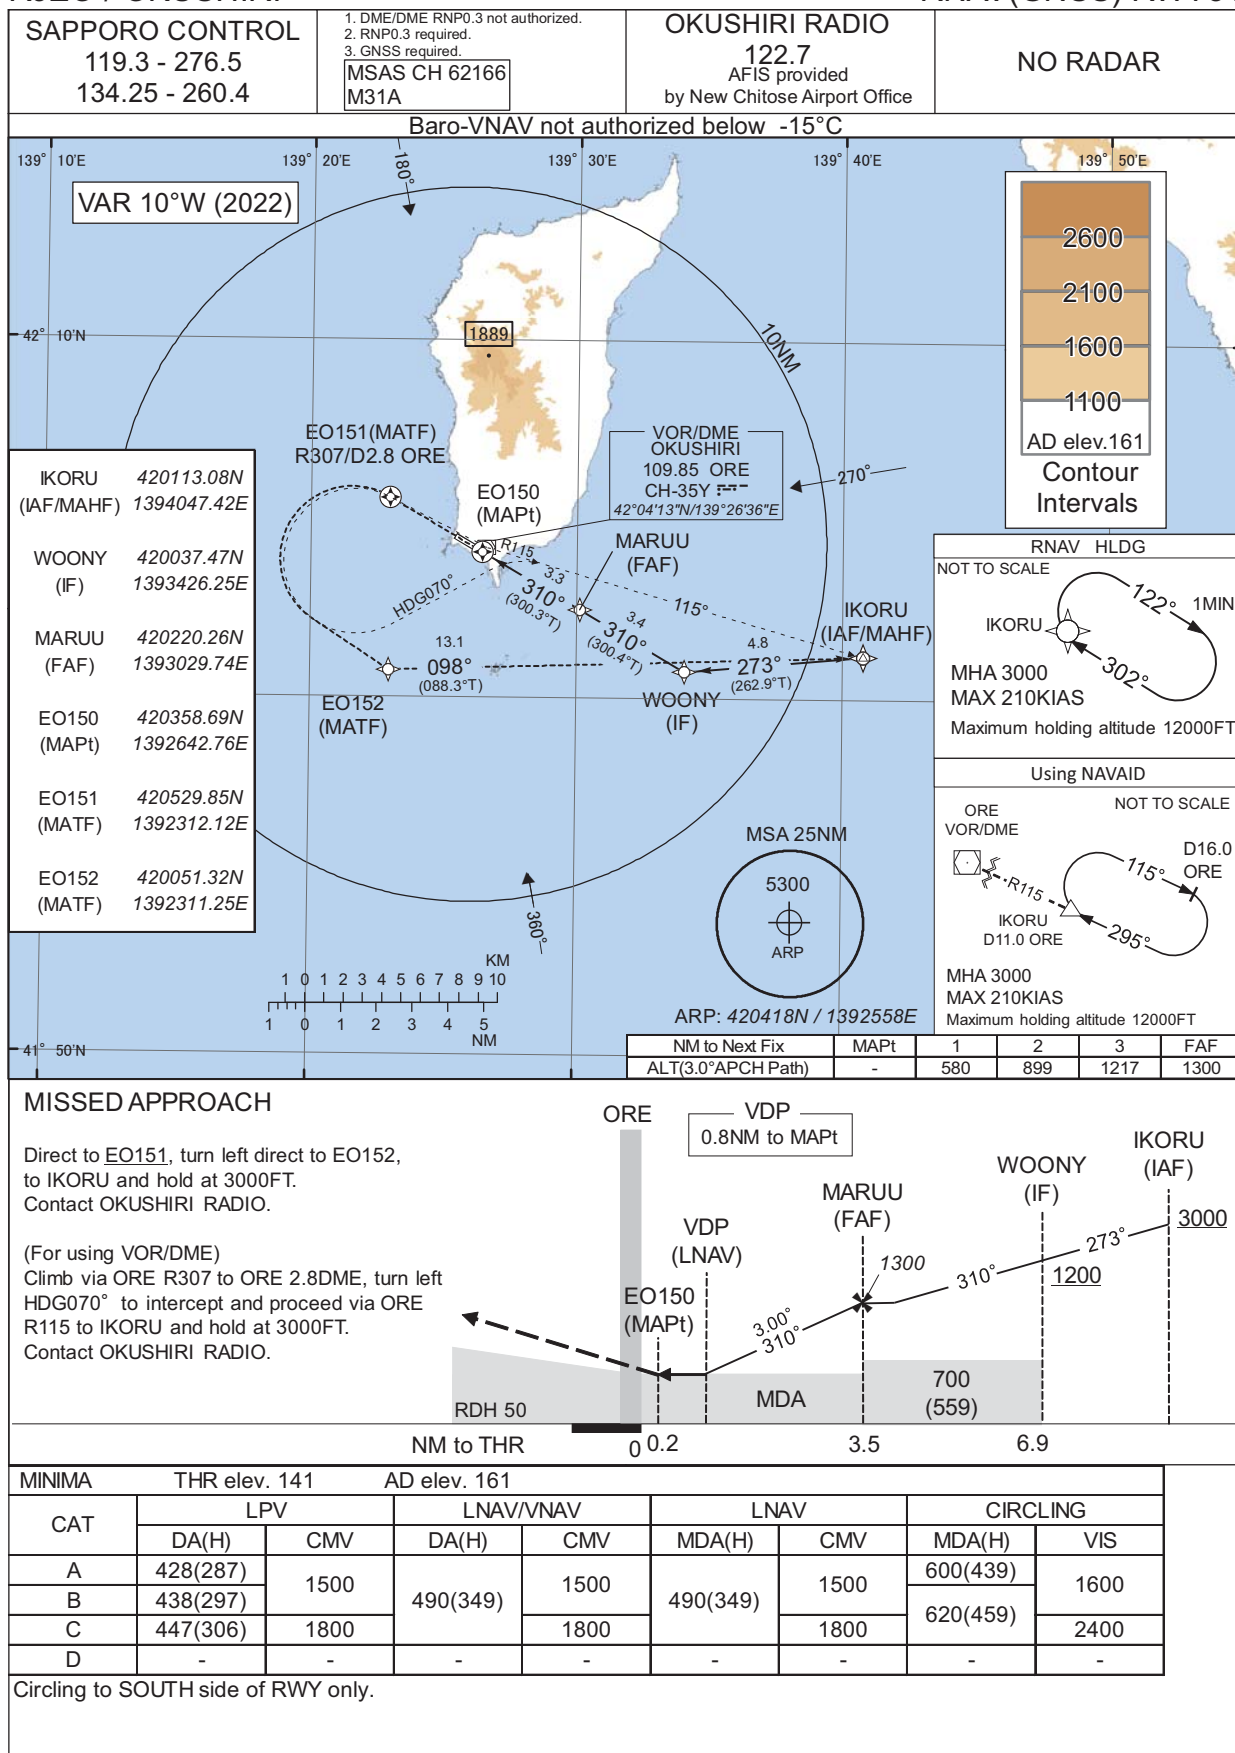 SAPPORO CONTROL
119.3 - 276.5
134.25 - 260.4
1. DME/DME RNP0.3 not authorized.
2. RNP0.3 required.
3. GNSS required.
MSAS CH 62166
M31A
OKUSHIRI RADIO
122.7
AFIS provided
by New Chitose Airport Office
NO RADAR
Baro-VNAV not authorized below -15°C
139° 10'E
139° 20'E
139° 30'E
139° 40'E
139° 50'E
VAR 10°W (2022)
180°
2600
2100
1600
1100
AD elev.161
Contour
Intervals
42° 10'N
1889
10NM
EO151(MATF)
R307/D2.8 ORE
VOR/DME
OKUSHIRI
109.85 ORE
CH-35Y
42°04'13"N/139°26'36"E
270°
EO150
(MAPt)
MARUU
(FAF)
IKORU 420113.08N
(IAF/MAHF) 1394047.42E
WOONY 420037.47N
(IF) 1393426.25E
MARUU 420220.26N
(FAF) 1393029.74E
EO150 420358.69N
(MAPt) 1392642.76E
EO151 420529.85N
(MATF) 1392312.12E
EO152 420051.32N
(MATF) 1392311.25E
R115
3.3
310°
(300.3°T)
HDG070°
3.4
310°
(300.4°T)
115°
IKORU
(IAF/MAHF)
13.1
098°
(088.3°T)
4.8
273°
(262.9°T)
EO152
(MATF)
WOONY
(IF)
RNAV HLDG
NOT TO SCALE
122°
1MIN
IKORU
302°
MHA 3000
MAX 210KIAS
Maximum holding altitude 12000FT
Using NAVAID
NOT TO SCALE
ORE
VOR/DME
D16.0
ORE
115°
R115
IKORU
D11.0 ORE
295°
MHA 3000
MAX 210KIAS
Maximum holding altitude 12000FT
MSA 25NM
5300
ARP
ARP: 420418N / 1392558E
360°
KM
1 0 1 2 3 4 5 6 7 8 9 10
1 0 1 2 3 4 5
NM
41° 50'N
NM to Next Fix MAPt 1 2 3 FAF
ALT(3.0°APCH Path) - 580 899 1217 1300
MISSED APPROACH
Direct to EO151, turn left direct to EO152,
to IKORU and hold at 3000FT.
Contact OKUSHIRI RADIO.
(For using VOR/DME)
Climb via ORE R307 to ORE 2.8DME, turn left
HDG070° to intercept and proceed via ORE
R115 to IKORU and hold at 3000FT.
Contact OKUSHIRI RADIO.
ORE
VDP
0.8NM to MAPt
IKORU
(IAF)
WOONY
(IF)
MARUU
(FAF)
VDP
(LNAV)
EO150
(MAPt)
3000
273°
1200
310°
1300
3.00°
310°
MDA
700
(559)
RDH 50
NM to THR 0 0.2 3.5 6.9
MINIMA THR elev. 141 AD elev. 161
CAT LPV LNAV/VNAV LNAV CIRCLING
DA(H) CMV DA(H) CMV MDA(H) CMV MDA(H) VIS
A 428(287) 1500 490(349) 1500 490(349) 1500 600(439) 1600
B 438(297) 620(459)
C 447(306) 1800 1800 1800 2400
D - - - - - - - -
Circling to SOUTH side of RWY only.